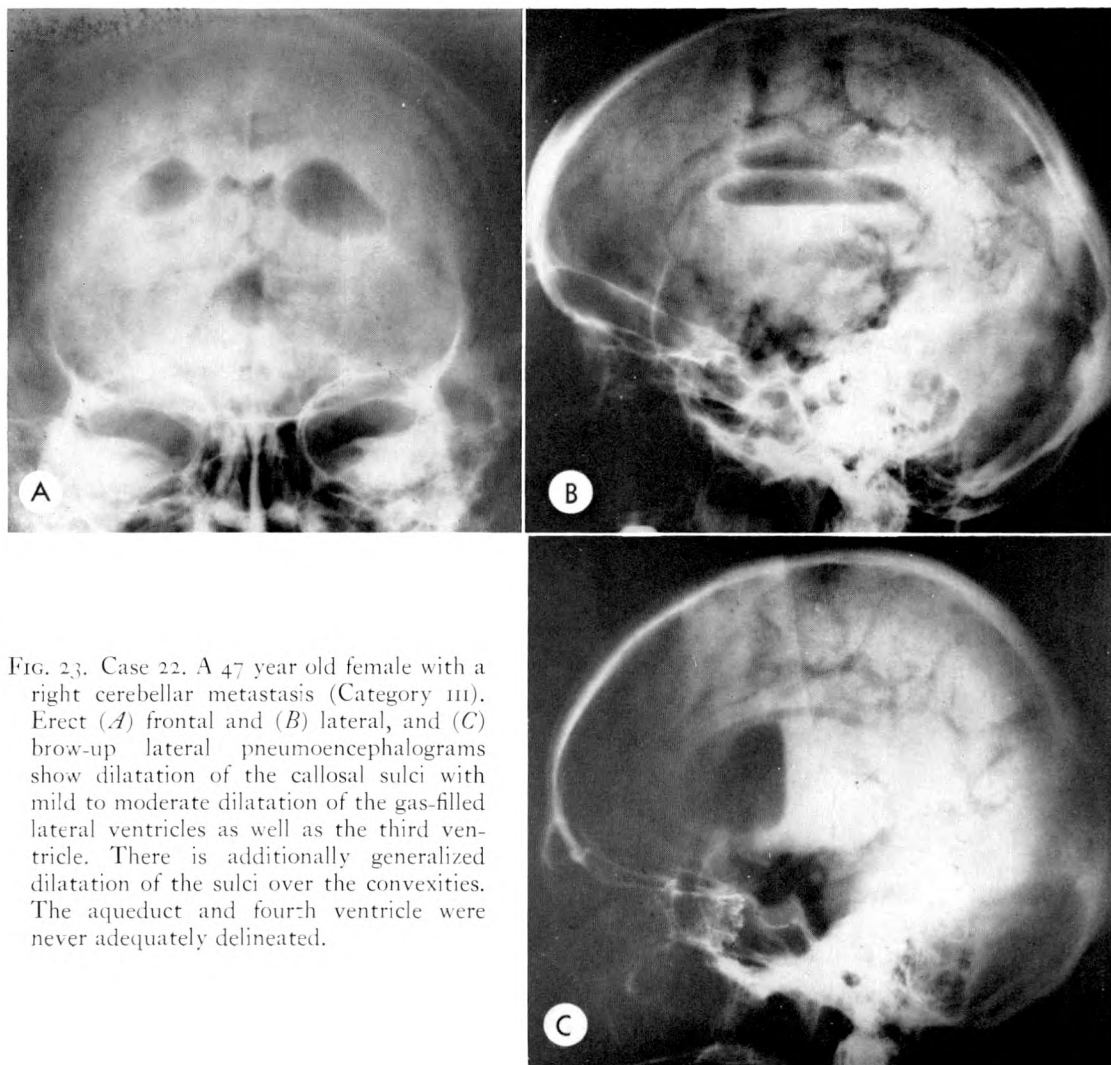 A
B
C
FIG. 23. Case 22. A 47 year old female with a
right cerebellar metastasis (Category III).
Erect (A) frontal and (B) lateral, and (C)
brow-up lateral pneumoencephalograms
show dilatation of the callosal sulci with
mild to moderate dilatation of the gas-filled
lateral ventricles as well as the third ven-
tricle. There is additionally generalized
dilatation of the sulci over the convexities.
The aqueduct and fourth ventricle were
never adequately delineated.